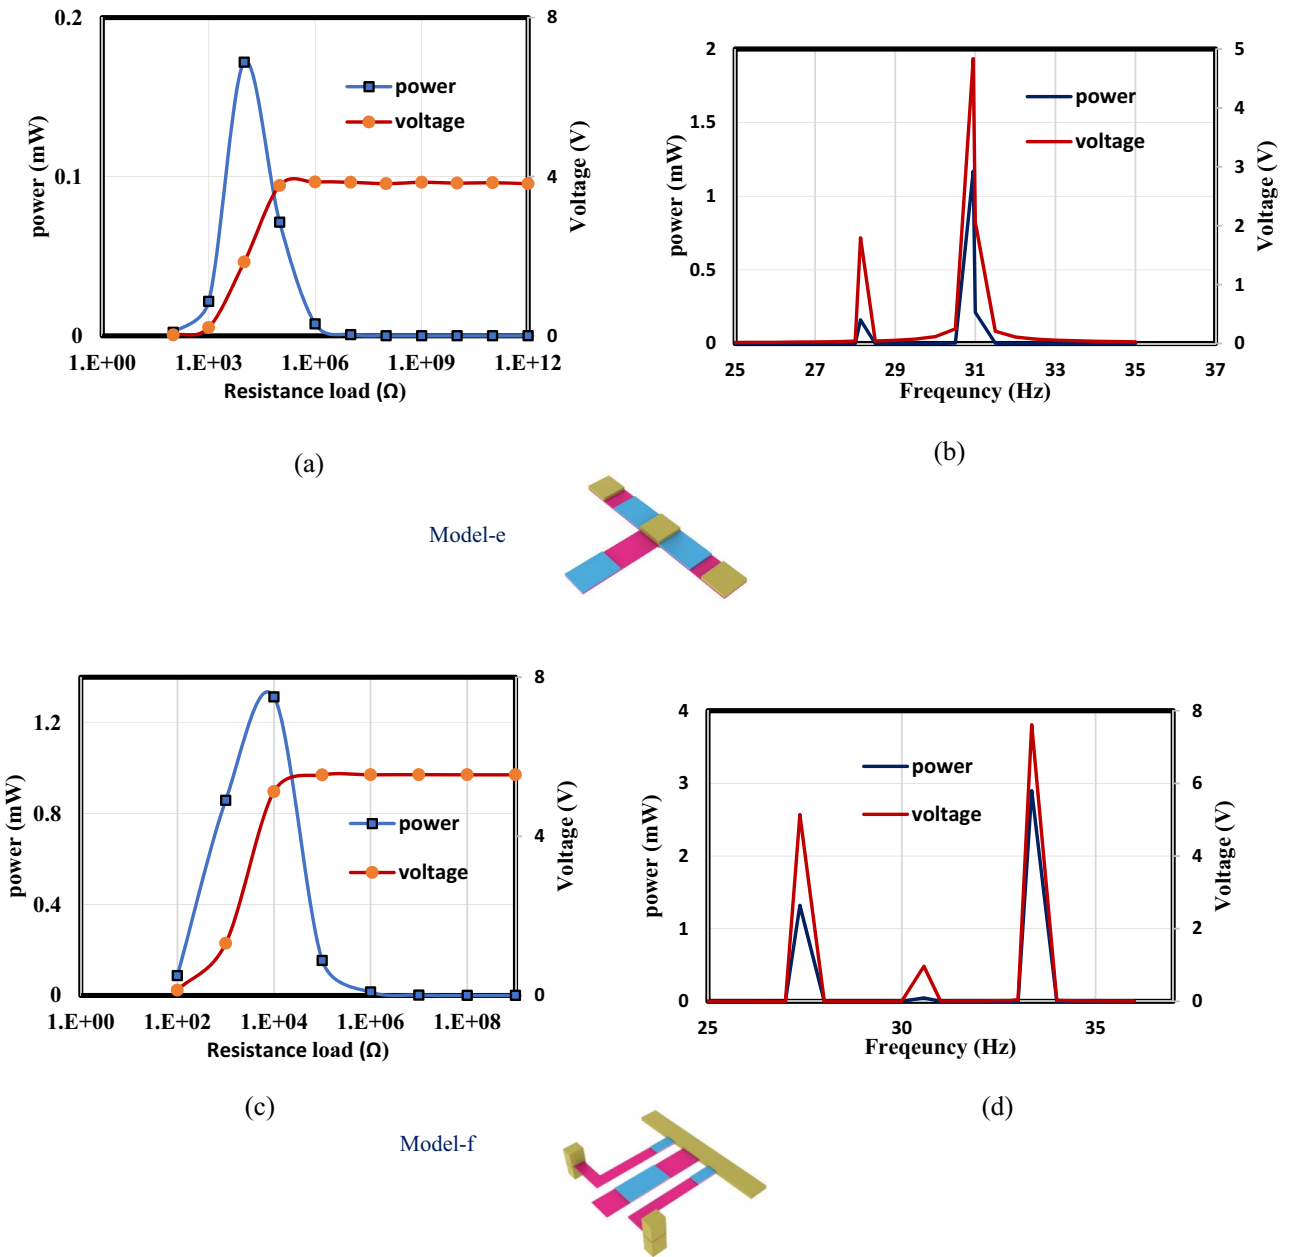 0.2
0.1
0
power (mW)
8
4
0
Voltage (V)
power
voltage
1.E+00 1.E+03 1.E+06 1.E+09 1.E+12
Resistance load (Ω)
(a)
2
1.5
1
0.5
0
power (mW)
5
4
3
2
1
0
Voltage (V)
power
voltage
25 27 29 31 33 35 37
Freqeuncy (Hz)
(b)
Model-e
1.2
0.8
0.4
0
power (mW)
8
4
0
Voltage (V)
power
voltage
1.E+00 1.E+02 1.E+04 1.E+06 1.E+08
Resistance load (Ω)
(c)
4
3
2
1
0
power (mW)
8
6
4
2
0
Voltage (V)
power
voltage
25 30 35
Freqeuncy (Hz)
(d)
Model-f